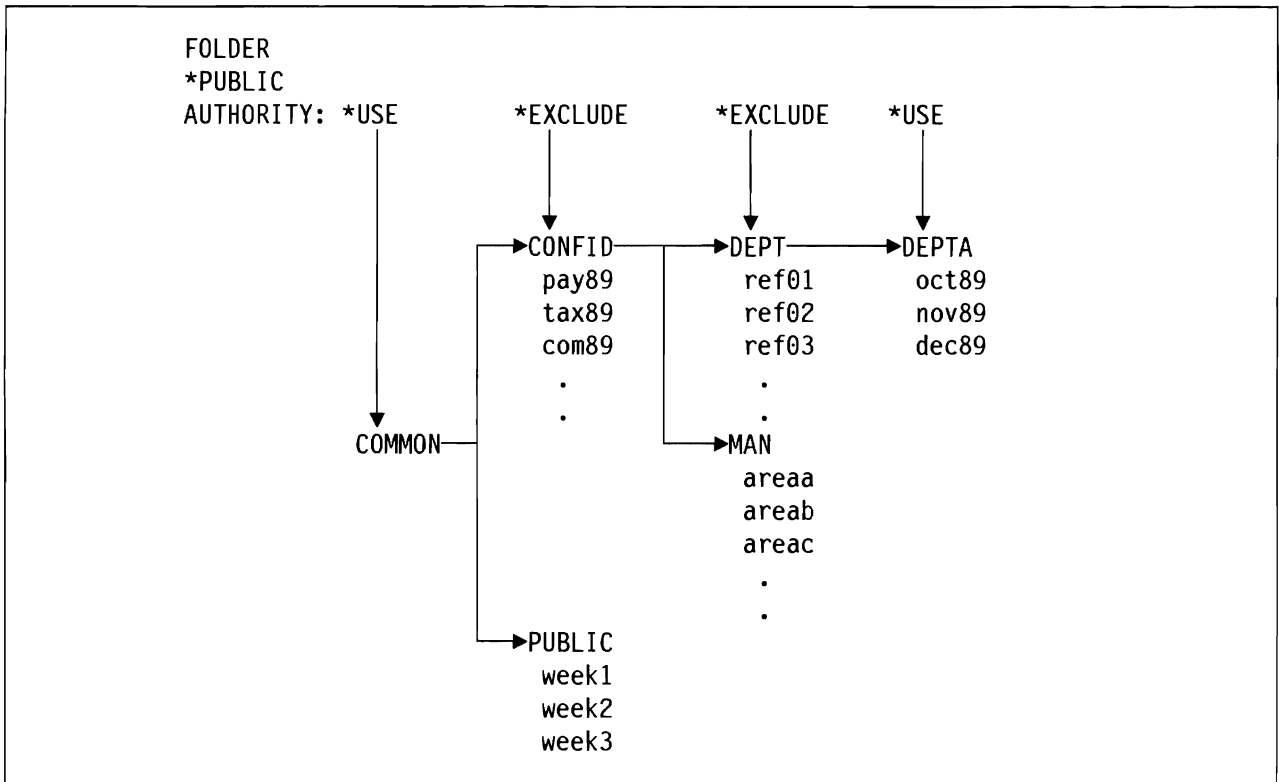 FOLDER
*PUBLIC
AUTHORITY: *USE *EXCLUDE *EXCLUDE *USE
CONFID DEPT DEPTA
pay89 ref01 oct89
tax89 ref02 nov89
com89 ref03 dec89
. .
. .
COMMON MAN
areaa
areab
areac
.
.
PUBLIC
week1
week2
week3